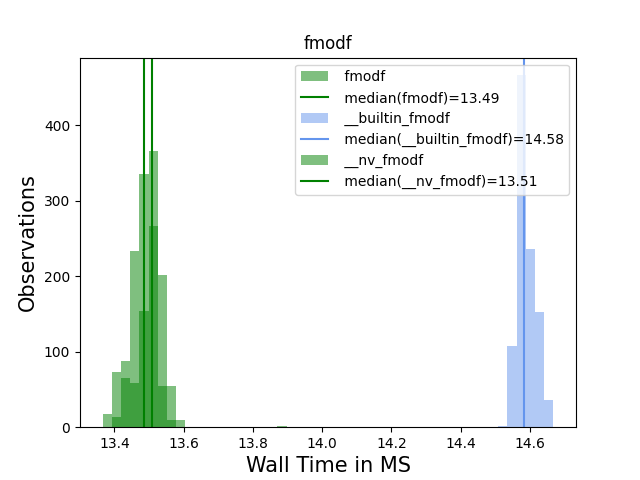 fmodf
fmodf
median(fmodf)=13.49
__builtin_fmodf
median(__builtin_fmodf)=14.58
__nv_fmodf
median(__nv_fmodf)=13.51
Observations
400
300
200
100
0
13.4 13.6 13.8 14.0 14.2 14.4 14.6
Wall Time in MS